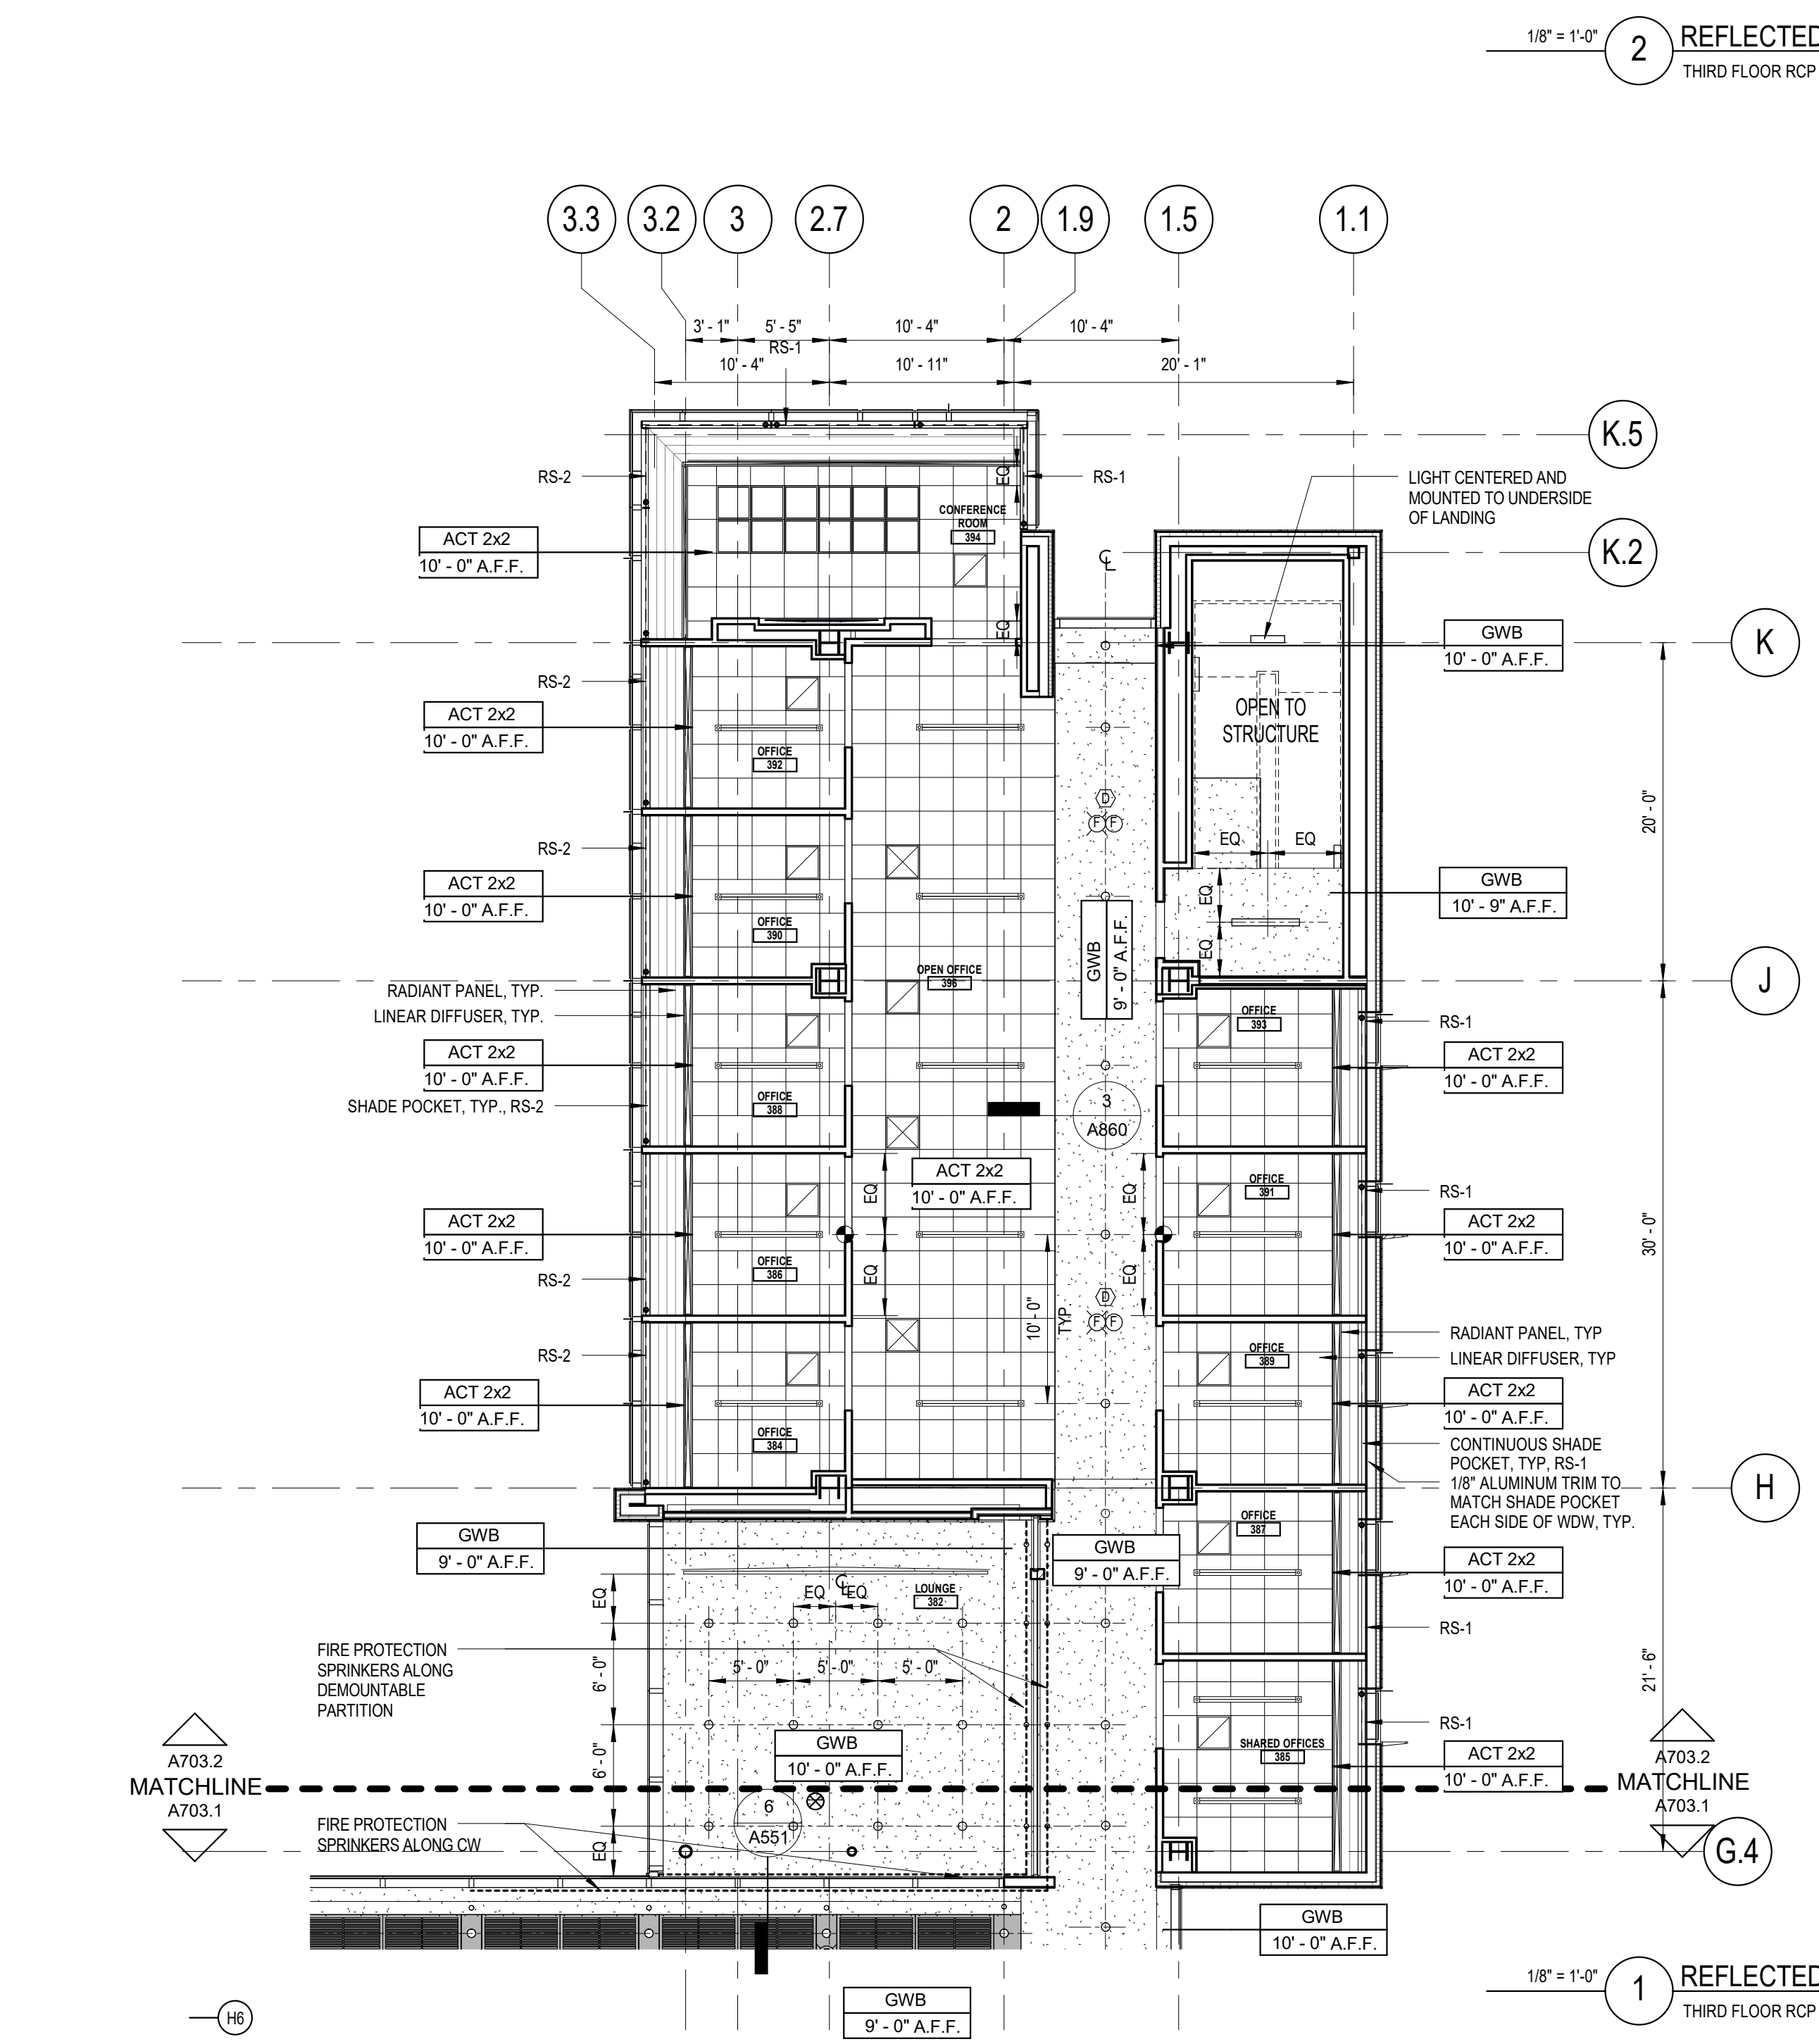 1/8" = 1'-0"
2
REFLECTED
THIRD FLOOR RCP
3.3
3.2
3
2.7
2
1.9
1.5
1.1
3' - 1"
5' - 5"
10' - 4"
10' - 4"
RS-1
10' - 4"
10' - 11"
20' - 1"
K.5
RS-2
EQ
RS-1
LIGHT CENTERED AND
MOUNTED TO UNDERSIDE
OF LANDING
CONFERENCE
ROOM
394
ACT 2x2
10' - 0" A.F.F.
CL
K.2
EQ
GWB
10' - 0" A.F.F.
K
RS-2
ACT 2x2
10' - 0" A.F.F.
OPEN TO
STRUCTURE
OFFICE
392
D
F F
20' - 0"
RS-2
EQ
EQ
ACT 2x2
10' - 0" A.F.F.
GWB
10' - 9" A.F.F.
EQ
OFFICE
390
GWB
9' - 0" A.F.F.
EQ
OPEN OFFICE
396
J
RADIANT PANEL, TYP.
LINEAR DIFFUSER, TYP.
OFFICE
393
RS-1
ACT 2x2
10' - 0" A.F.F.
ACT 2x2
10' - 0" A.F.F.
SHADE POCKET, TYP., RS-2
OFFICE
388
3
A860
ACT 2x2
10' - 0" A.F.F.
EQ
EQ
OFFICE
391
RS-1
ACT 2x2
10' - 0" A.F.F.
ACT 2x2
10' - 0" A.F.F.
30' - 0"
OFFICE
386
RS-2
EQ
EQ
D
F F
10' - 0"
TYP.
RADIANT PANEL, TYP
LINEAR DIFFUSER, TYP
RS-2
OFFICE
389
ACT 2x2
10' - 0" A.F.F.
ACT 2x2
10' - 0" A.F.F.
OFFICE
384
CONTINUOUS SHADE
POCKET, TYP, RS-1
1/8" ALUMINUM TRIM TO
MATCH SHADE POCKET
EACH SIDE OF WDW, TYP.
H
GWB
9' - 0" A.F.F.
GWB
9' - 0" A.F.F.
OFFICE
387
ACT 2x2
10' - 0" A.F.F.
EQ
EQ
CL
EQ
LOUNGE
382
RS-1
FIRE PROTECTION
SPRINKERS ALONG
DEMOUNTABLE
PARTITION
6' - 0"
5' - 0"
5' - 0"
5' - 0"
21' - 6"
RS-1
GWB
10' - 0" A.F.F.
SHARED OFFICES
385
ACT 2x2
10' - 0" A.F.F.
6' - 0"
A703.2
MATCHLINE
A703.1
A703.2
MATCHLINE
A703.1
6
A551
FIRE PROTECTION
SPRINKERS ALONG CW
EQ
G.4
GWB
10' - 0" A.F.F.
GWB
9' - 0" A.F.F.
H6
1/8" = 1'-0"
1
REFLECTED
THIRD FLOOR RCP